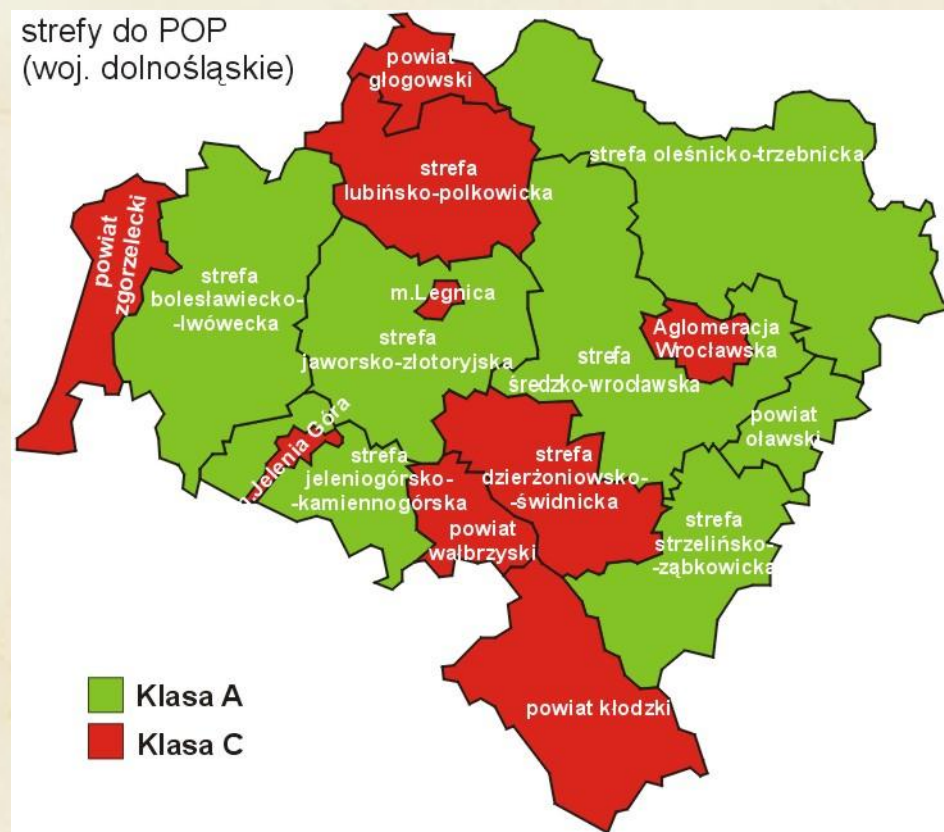 strefy do POP
(woj. dolnośląskie)
powiat
głogowski
strefa
lubińsko-polkowicka
strefa oleśnicko-trzebnicka
powiat
zgorzelecki
strefa
bolesławiecko-
-lwówecka
m.Legnica
strefa
jaworsko-złotoryjska
Aglomeracja
Wrocławska
strefa
średzko-wrocławska
powiat
oławski
m.Jelenia Góra
strefa
jeleniogórsko-
-kamiennogórska
strefa
dzierżoniowsko-
-świdnicka
powiat
wałbrzyski
strefa
strzelińsko-
-ząbkowicka
powiat kłodzki
Klasa A
Klasa C